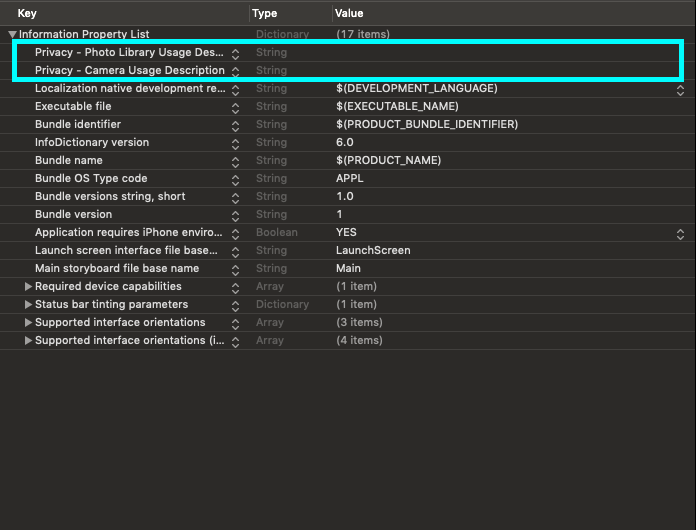 Key Type Value
Information Property List Dictionary (17 items)
Privacy - Photo Library Usage Des... String
Privacy - Camera Usage Description String
Localization native development re... String $(DEVELOPMENT_LANGUAGE)
Executable file String $(EXECUTABLE_NAME)
Bundle identifier String $(PRODUCT_BUNDLE_IDENTIFIER)
InfoDictionary version String 6.0
Bundle name String $(PRODUCT_NAME)
Bundle OS Type code String APPL
Bundle versions string, short String 1.0
Bundle version String 1
Application requires iPhone enviro... Boolean YES
Launch screen interface file base... String LaunchScreen
Main storyboard file base name String Main
Required device capabilities Array (1 item)
Status bar tinting parameters Dictionary (1 item)
Supported interface orientations Array (3 items)
Supported interface orientations (i... Array (4 items)